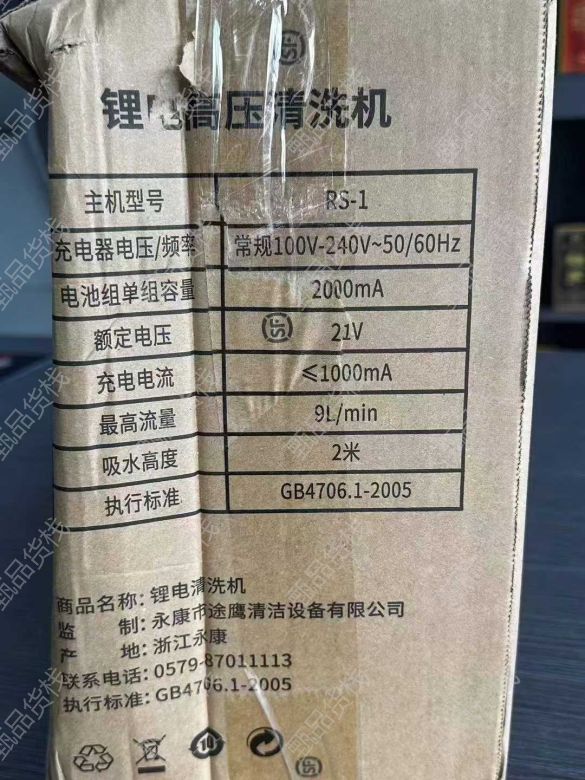 锂电高压清洗机
主机型号 RS-1
充电器电压/频率 常规100V-240V~50/60Hz
电池组单组容量 2000mA
额定电压 21V
充电电流 ≤1000mA
最高流量 9L/min
吸水高度 2米
执行标准 GB4706.1-2005
商品名称: 锂电清洗机
监 制: 永康市途鹰清洁设备有限公司
产 地: 浙江永康
联系电话: 0579-87011113
执行标准: GB4706.1-2005
10
甄品货栈